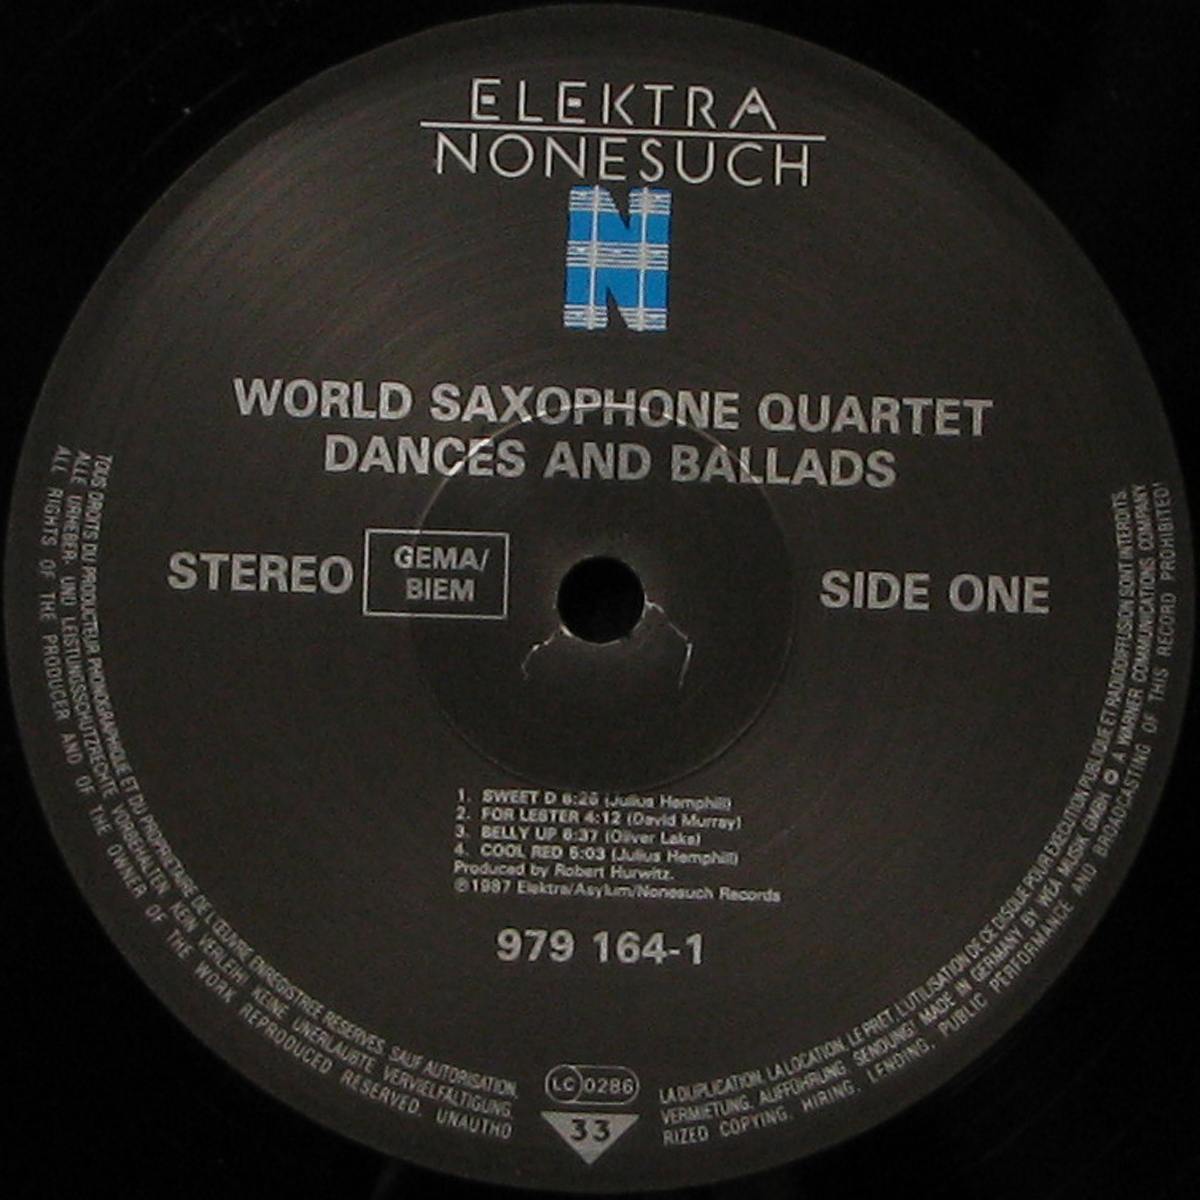 ELEKTRA
NONESUCH
N
WORLD SAXOPHONE QUARTET
DANCES AND BALLADS
STEREO
GEMA/
BIEM
SIDE ONE
1. SWEET D 6:26 (Julius Hemphill)
2. FOR LESTER 4:12 (David Murray)
3. BELLY UP 6:37 (Oliver Lake)
4. COOL RED 6:03 (Julius Hemphill)
Produced by Robert Hurwitz.
℗1987 Elektra/Asylum/Nonesuch Records
979 164-1
LC 0286
33
TOUS DROITS DU PRODUCTEUR PHONOGRAPHIQUE ET DU PROPRIETAIRE DE L'ŒUVRE ENREGISTREE RESERVES. SAUF AUTORISATION,
LA DUPLICATION, LA LOCATION, LE PRET, L'UTILISATION DE CE DISQUE POUR EXECUTION PUBLIQUE ET RADIODIFFUSION SONT INTERDITS.
ALLE URHEBER- UND LEISTUNGSSCHUTZRECHTE VORBEHALTEN. KEIN VERLEIH! KEINE UNERLAUBTE VERVIELFÄLTIGUNG,
VERMIETUNG, AUFFÜHRUNG, SENDUNG! MADE IN GERMANY BY WEA MUSIK GMBH. A WARNER COMMUNICATIONS COMPANY
ALL RIGHTS OF THE PRODUCER AND OF THE OWNER OF THE WORK REPRODUCED RESERVED. UNAUTHO
RIZED COPYING, HIRING, LENDING, PUBLIC PERFORMANCE AND BROADCASTING OF THIS RECORD PROHIBITED!